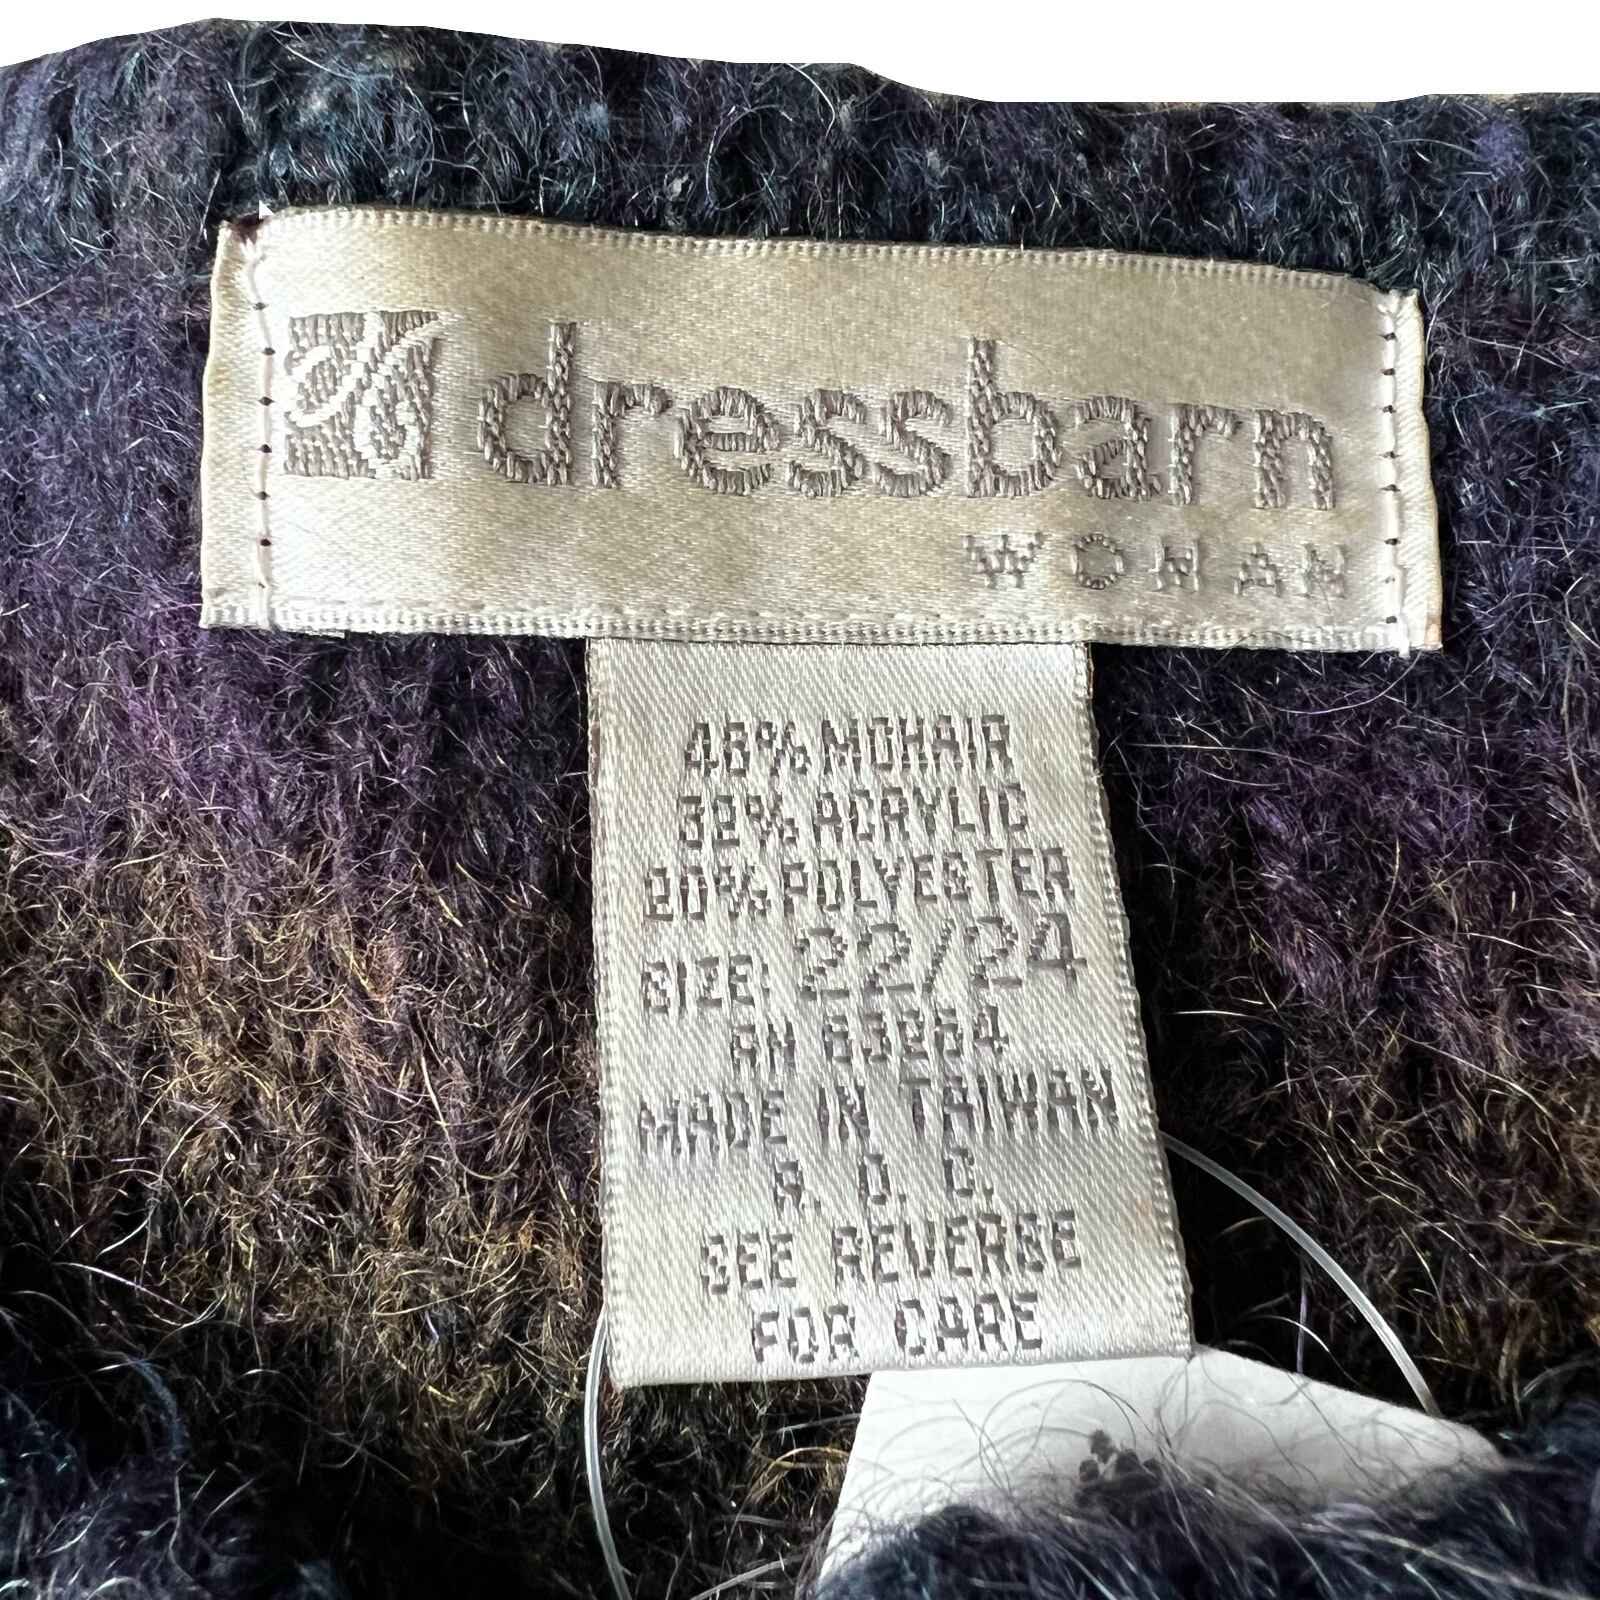 dressbarn
WOMAN
48% MOHAIR
32% ACRYLIC
20% POLYESTER
SIZE: 22/24
RN 63264
MADE IN TAIWAN
R. O. C.
SEE REVERSE
FOR CARE